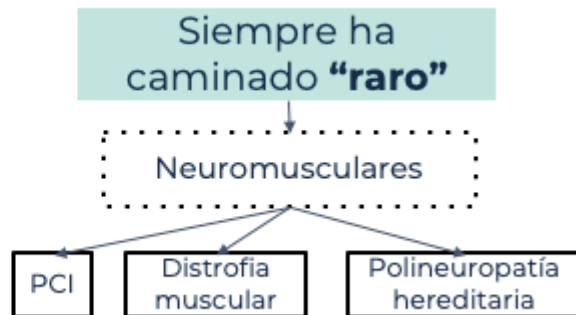 Siempre ha
caminado “raro”
Neuromusculares
PCI
Distrofia
muscular
Polineuropatía
hereditaria